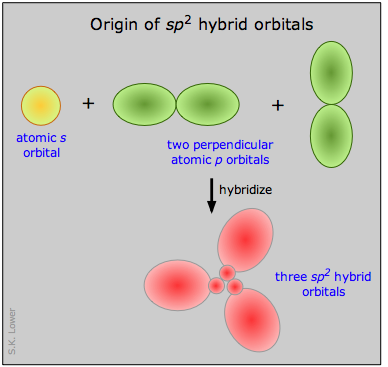 Origin of sp² hybrid orbitals
+
+
atomic s
orbital
two perpendicular
atomic p orbitals
hybridize
three sp² hybrid
orbitals
S.K. Lower